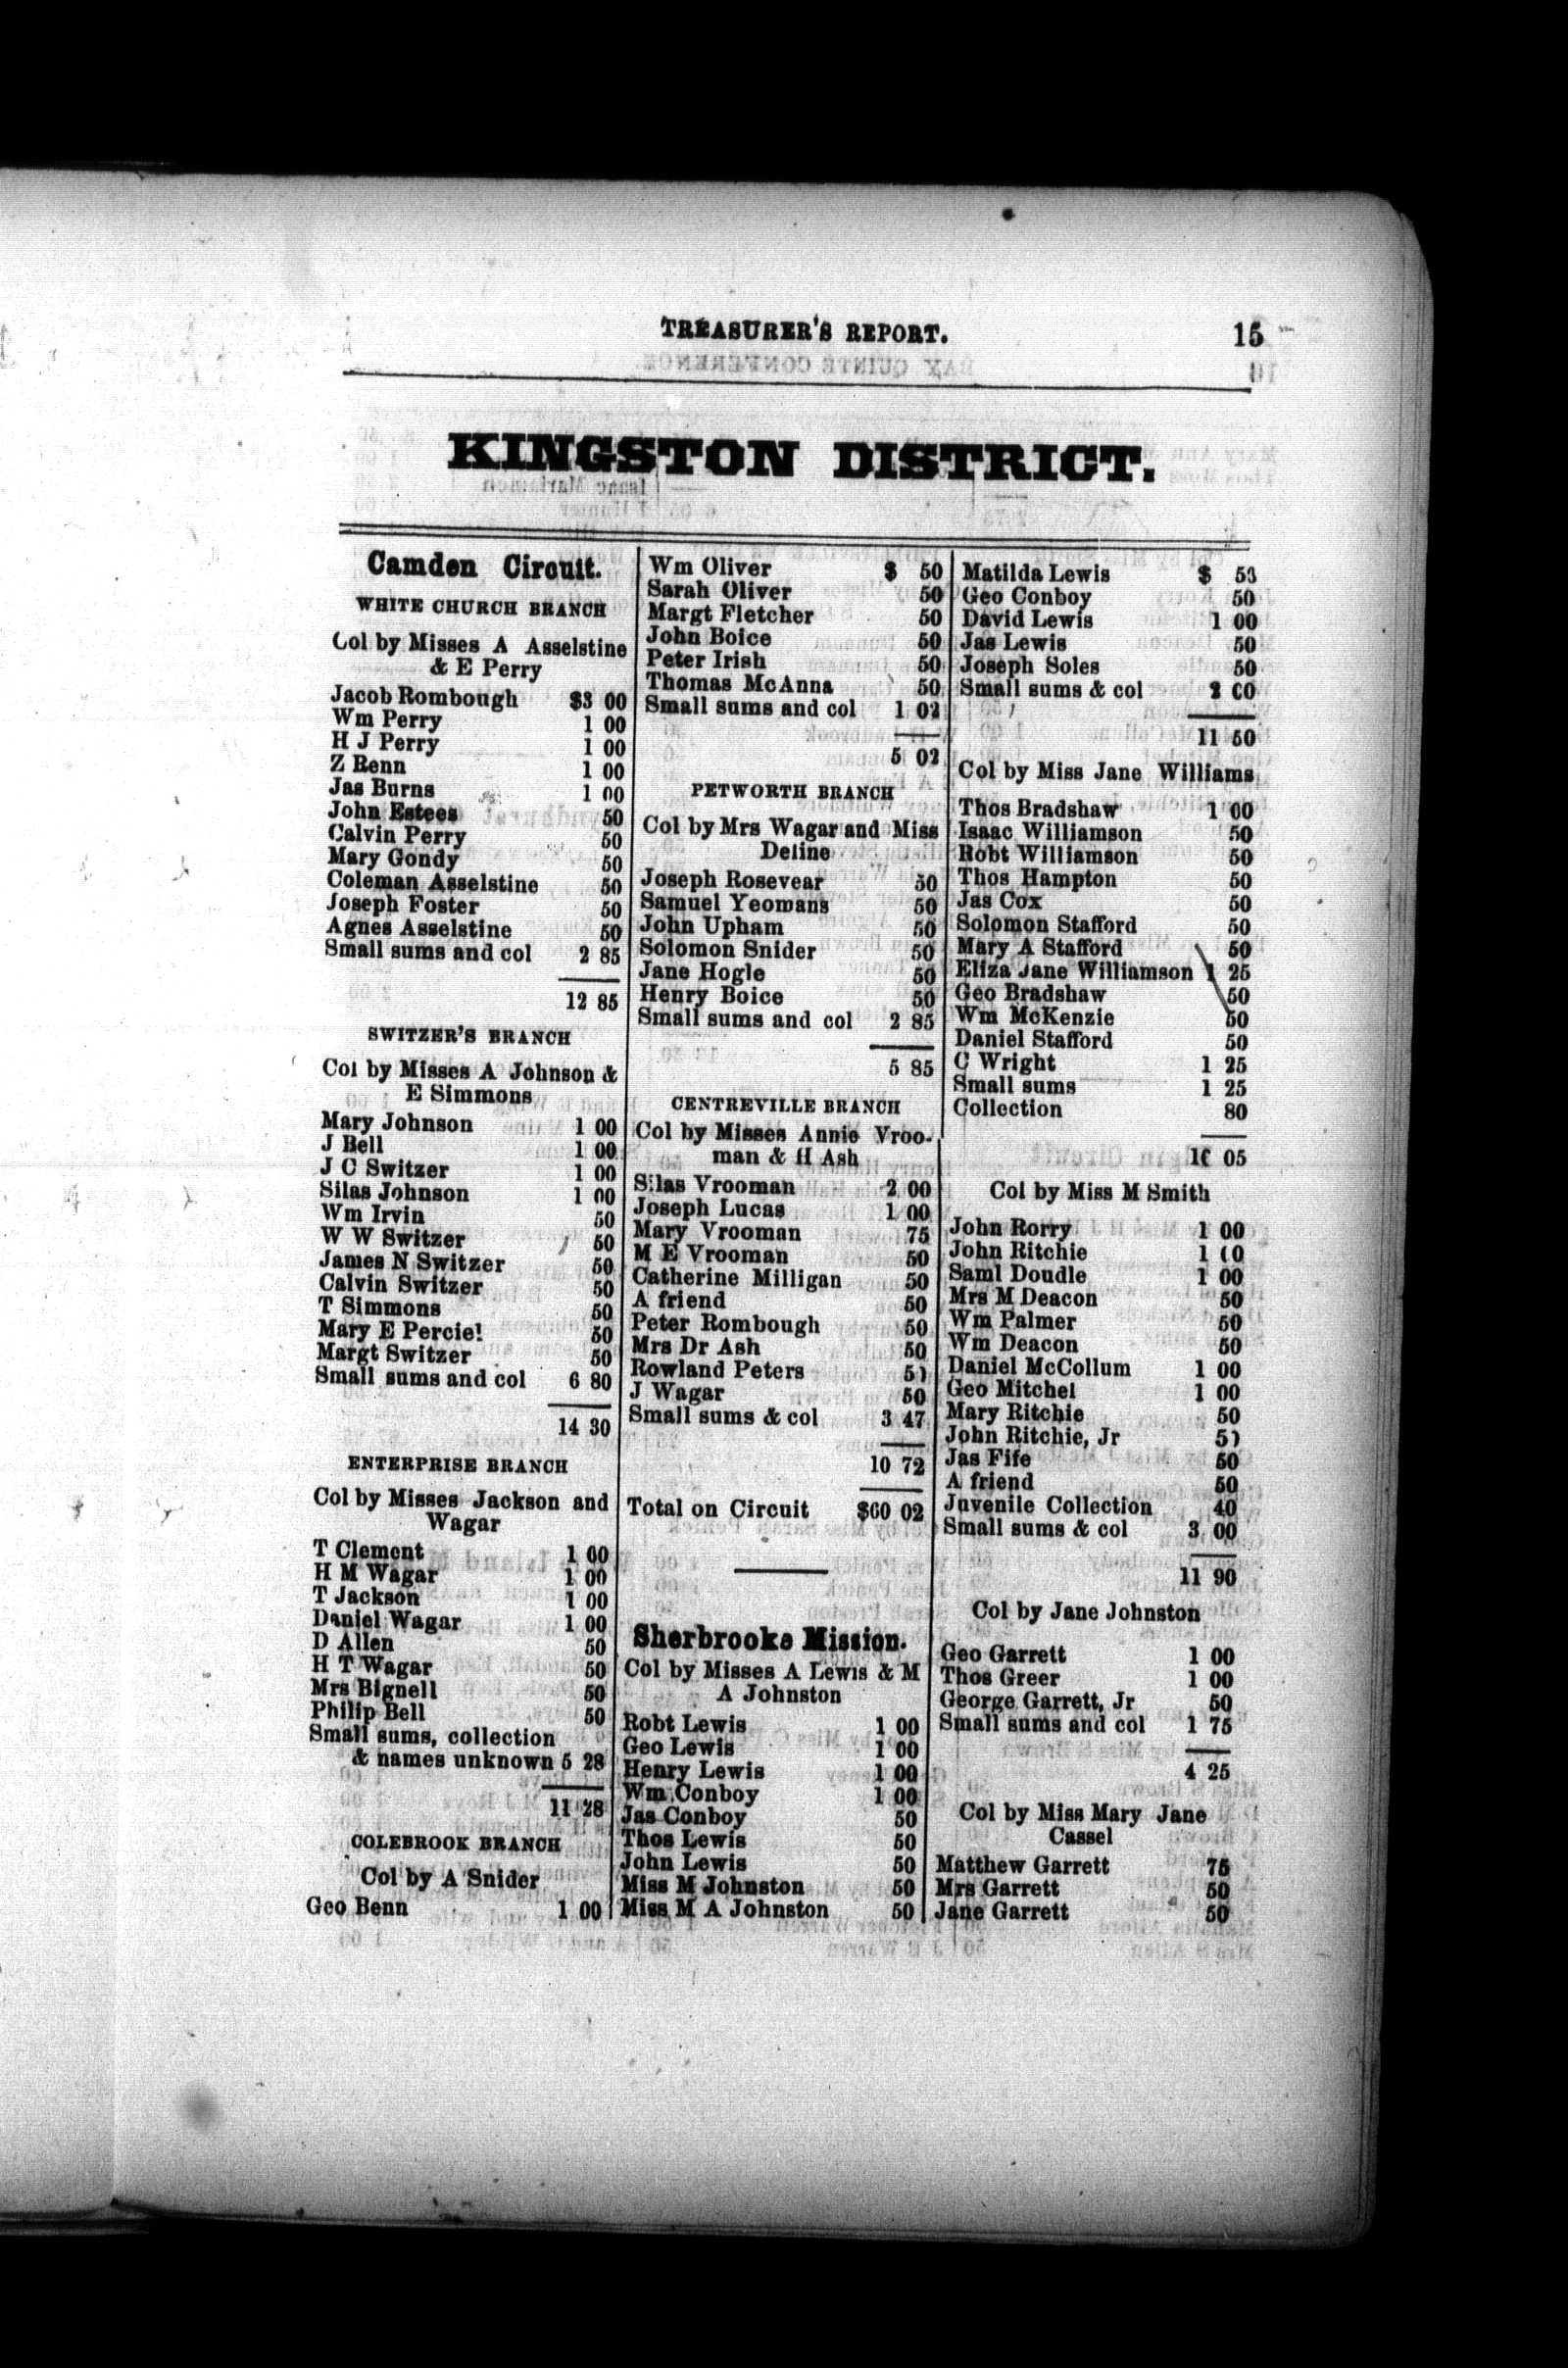 TREASURER'S REPORT. 15
KINGSTON DISTRICT.
Camden Circuit.
WHITE CHURCH BRANCH
Col by Misses A Asselstine
& E Perry
Jacob Rombough $3 00
Wm Perry 1 00
H J Perry 1 00
Z Benn 1 00
Jas Burns 1 00
John Estees 50
Calvin Perry 50
Mary Gondy 50
Coleman Asselstine 50
Joseph Foster 50
Agnes Asselstine 50
Small sums and col 2 85
12 85
SWITZER'S BRANCH
Col by Misses A Johnson &
E Simmons
Mary Johnson 1 00
J Bell 1 00
J C Switzer 1 00
Silas Johnson 1 00
Wm Irvin 50
W W Switzer 50
James N Switzer 50
Calvin Switzer 50
T Simmons 50
Mary E Perciel 50
Margt Switzer 50
Small sums and col 6 80
14 30
ENTERPRISE BRANCH
Col by Misses Jackson and
Wagar
T Clement 1 00
H M Wagar 1 00
T Jackson 1 00
Daniel Wagar 1 00
D Allen 50
H T Wagar 50
Mrs Bignell 50
Philip Bell 50
Small sums, collection
& names unknown 5 28
11 28
COLEBROOK BRANCH
Col by A Snider
Geo Benn 1 00
Wm Oliver $ 50
Sarah Oliver 50
Margt Fletcher 50
John Boice 50
Peter Irish 50
Thomas McAnna 50
Small sums and col 1 02
5 02
PETWORTH BRANCH
Col by Mrs Wagar and Miss
Deline
Joseph Rosevear 50
Samuel Yeomans 50
John Upham 50
Solomon Snider 50
Jane Hogle 50
Henry Boice 50
Small sums and col 2 85
5 85
CENTREVILLE BRANCH
Col by Misses Annie Vroo-
man & H Ash
Silas Vrooman 2 00
Joseph Lucas 1 00
Mary Vrooman 75
M E Vrooman 50
Catherine Milligan 50
A friend 50
Peter Rombough 50
Mrs Dr Ash 50
Rowland Peters 50
J Wagar 50
Small sums & col 3 47
10 72
Total on Circuit $60 02
Sherbrooke Mission.
Col by Misses A Lewis & M
A Johnston
Robt Lewis 1 00
Geo Lewis 1 00
Henry Lewis 1 00
Wm Conboy 1 00
Jas Conboy 50
Thos Lewis 50
John Lewis 50
Miss M Johnston 50
Miss M A Johnston 50
Matilda Lewis $ 50
Geo Conboy 50
David Lewis 1 00
Jas Lewis 50
Joseph Soles 50
Small sums & col 2 00
11 50
Col by Miss Jane Williams
Thos Bradshaw 1 00
Isaac Williamson 50
Robt Williamson 50
Thos Hampton 50
Jas Cox 50
Solomon Stafford 50
Mary A Stafford 50
Eliza Jane Williamson 1 25
Geo Bradshaw 50
Wm McKenzie 50
Daniel Stafford 50
C Wright 1 25
Small sums 1 25
Collection 80
10 05
Col by Miss M Smith
John Rorry 1 00
John Ritchie 1 00
Saml Doudle 1 00
Mrs M Deacon 50
Wm Palmer 50
Wm Deacon 50
Daniel McCollum 1 00
Geo Mitchel 1 00
Mary Ritchie 50
John Ritchie, Jr 50
Jas Fife 50
A friend 50
Juvenile Collection 40
Small sums & col 3 00
11 90
Col by Jane Johnston
Geo Garrett 1 00
Thos Greer 1 00
George Garrett, Jr 50
Small sums and col 1 75
4 25
Col by Miss Mary Jane
Cassel
Matthew Garrett 75
Mrs Garrett 50
Jane Garrett 50